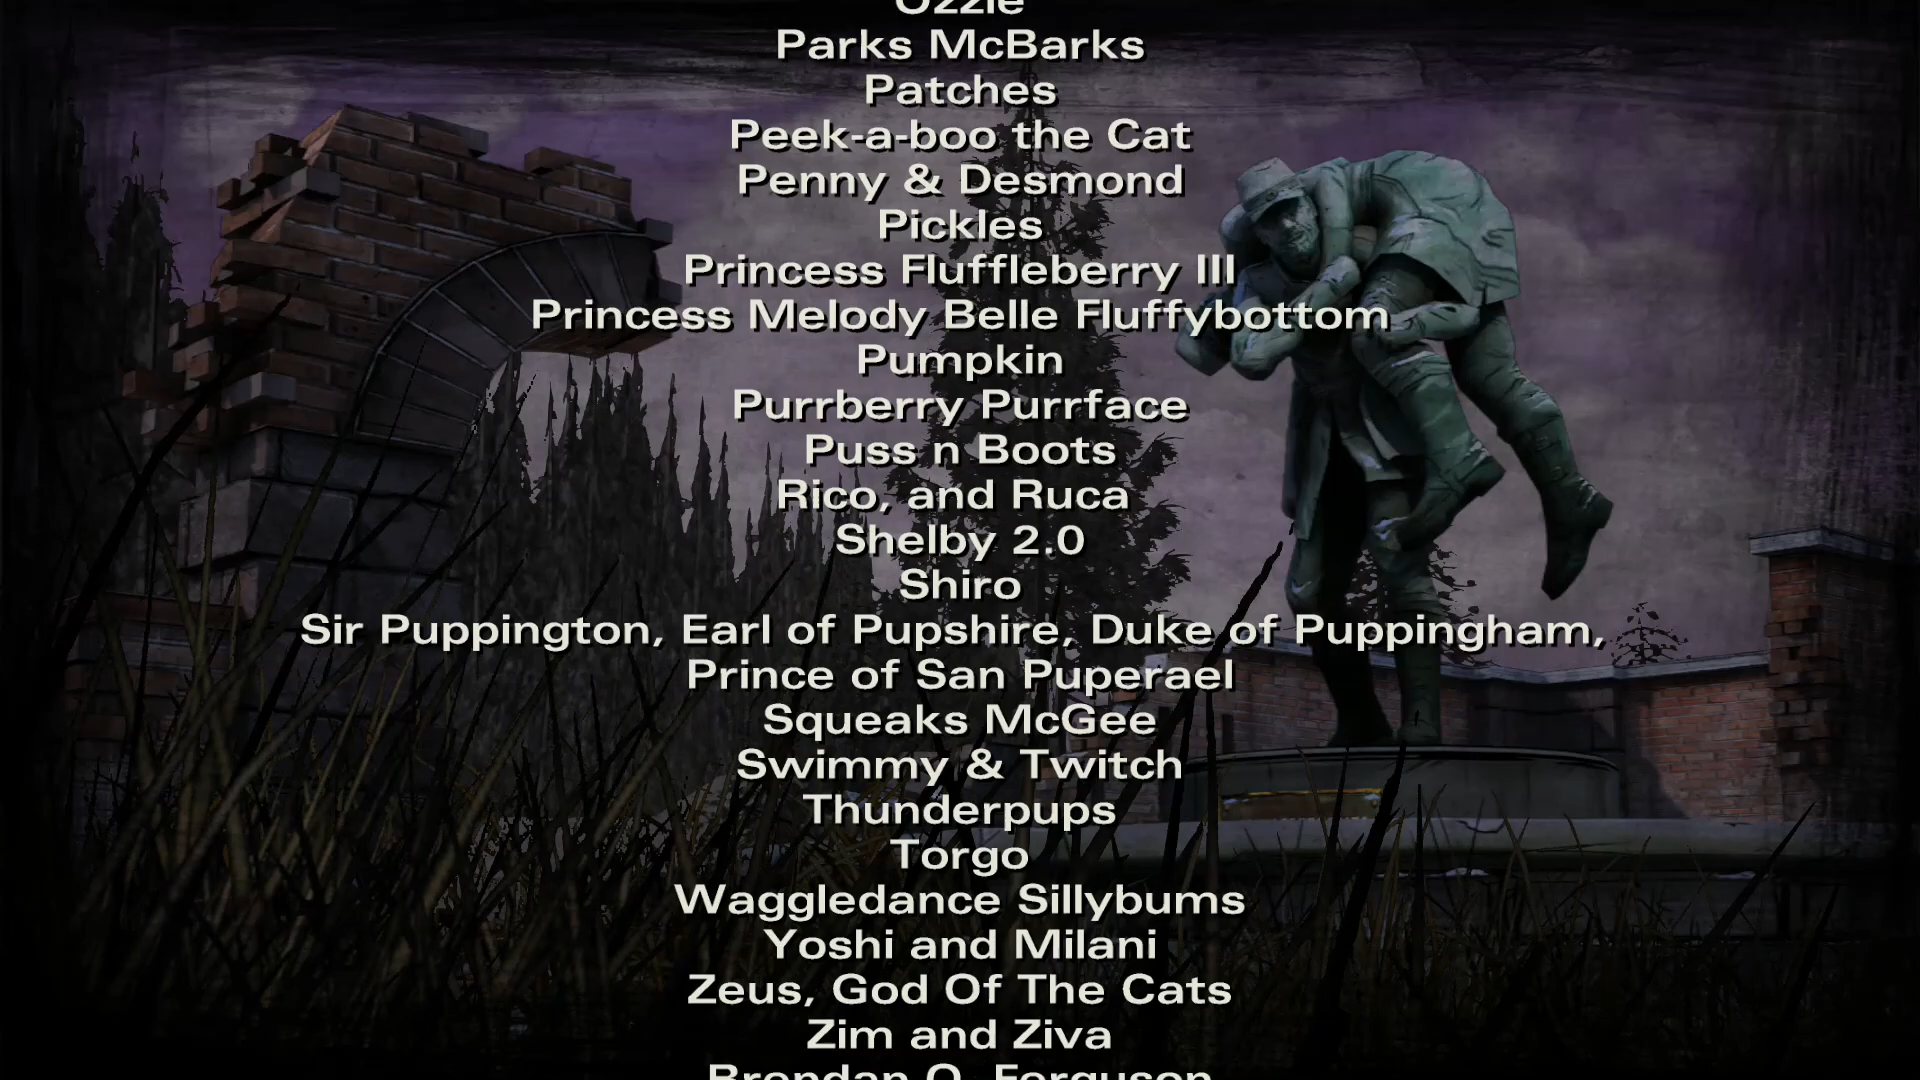 Ozzie
Parks McBarks
Patches
Peek-a-boo the Cat
Penny & Desmond
Pickles
Princess Fluffleberry III
Princess Melody Belle Fluffybottom
Pumpkin
Purrberry Purrface
Puss n Boots
Rico, and Ruca
Shelby 2.0
Shiro
Sir Puppington, Earl of Pupshire, Duke of Puppingham,
Prince of San Puperael
Squeaks McGee
Swimmy & Twitch
Thunderpups
Torgo
Waggledance Sillybums
Yoshi and Milani
Zeus, God Of The Cats
Zim and Ziva
Brendan Q. Ferguson